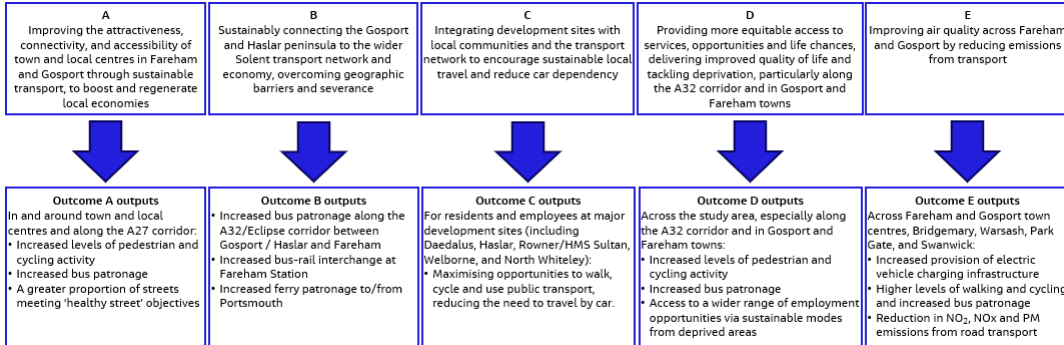 A
Improving the attractiveness,
connectivity, and accessibility of
town and local centres in Fareham
and Gosport through sustainable
transport, to boost and regenerate
local economies
B
Sustainably connecting the Gosport
and Haslar peninsula to the wider
Solent transport network and
economy, overcoming geographic
barriers and severance
C
Integrating development sites with
local communities and the transport
network to encourage sustainable local
travel and reduce car dependency
D
Providing more equitable access to
services, opportunities and life chances,
delivering improved quality of life and
tackling deprivation, particularly along
the A32 corridor and in Gosport and
Fareham towns
E
Improving air quality across Fareham
and Gosport by reducing emissions
from transport
Outcome A outputs
In and around town and local
centres and along the A27 corridor:
• Increased levels of pedestrian and
cycling activity
• Increased bus patronage
• A greater proportion of streets
meeting ‘healthy street’ objectives
Outcome B outputs
• Increased bus patronage along the
A32/Eclipse corridor between
Gosport / Haslar and Fareham
• Increased bus-rail interchange at
Fareham Station
• Increased ferry patronage to/from
Portsmouth
Outcome C outputs
For residents and employees at major
development sites (including
Daedalus, Haslar, Rowner/HMS Sultan,
Welborne, and North Whiteley):
• Maximising opportunities to walk,
cycle and use public transport,
reducing the need to travel by car.
Outcome D outputs
Across the study area, especially along
the A32 corridor and in Gosport and
Fareham towns:
• Increased levels of pedestrian and
cycling activity
• Increased bus patronage
• Access to a wider range of employment
opportunities via sustainable modes
from deprived areas
Outcome E outputs
Across Fareham and Gosport town
centres, Bridgemary, Warsash, Park
Gate, and Swanwick:
• Increased provision of electric
vehicle charging infrastructure
• Higher levels of walking and cycling
and increased bus patronage
• Reduction in NO₂, NOx and PM
emissions from road transport